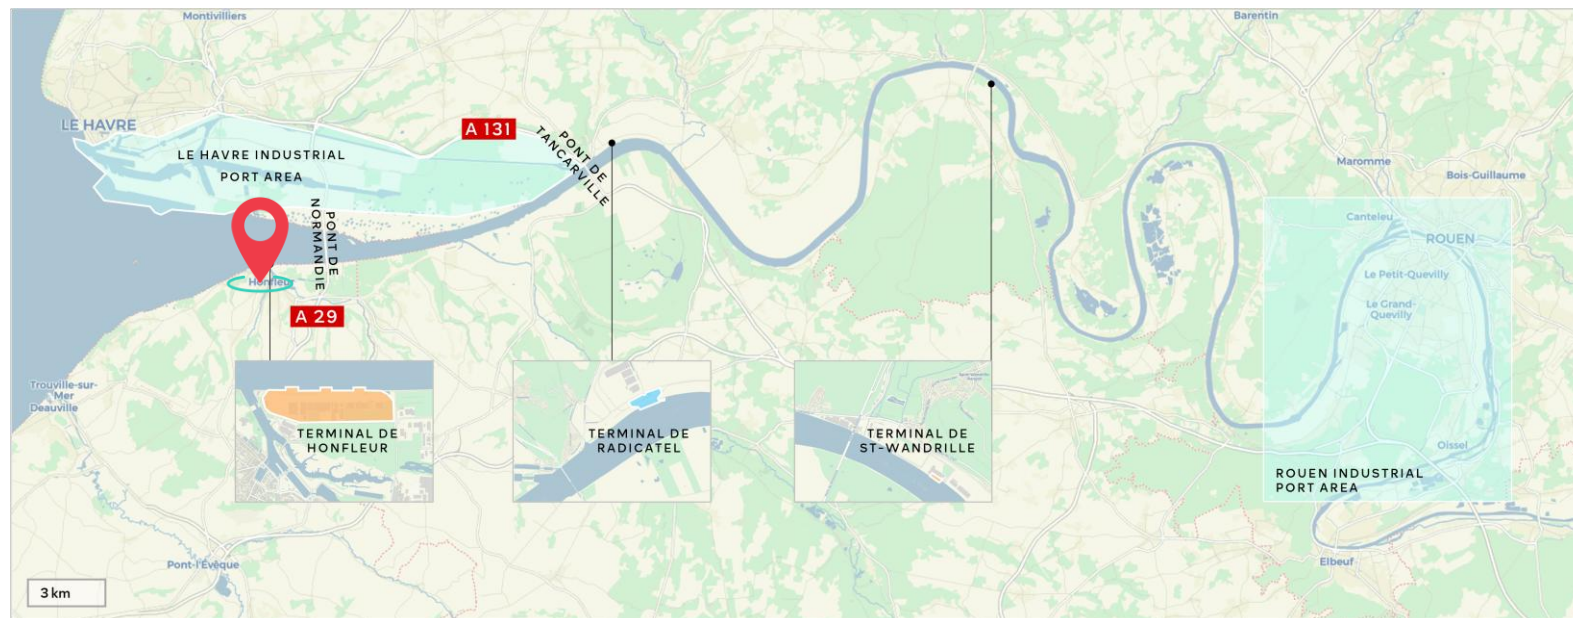 Montivilliers
Barentin
LE HAVRE
A 131
PONT DE
TANCARVILLE
LE HAVRE INDUSTRIAL
PORT AREA
Maromme
Bois-Guillaume
PONT DE
NORMANDIE
Canteleu
ROUEN
Le Petit-Quevilly
Le Grand-
Quevilly
A 29
Trouville-sur-
Mer
Deauville
TERMINAL DE
HONFLEUR
TERMINAL DE
RADICATEL
TERMINAL DE
ST-WANDRILLE
Oissel
ROUEN INDUSTRIAL
PORT AREA
Pont-l'Évêque
Elbeuf
3 km